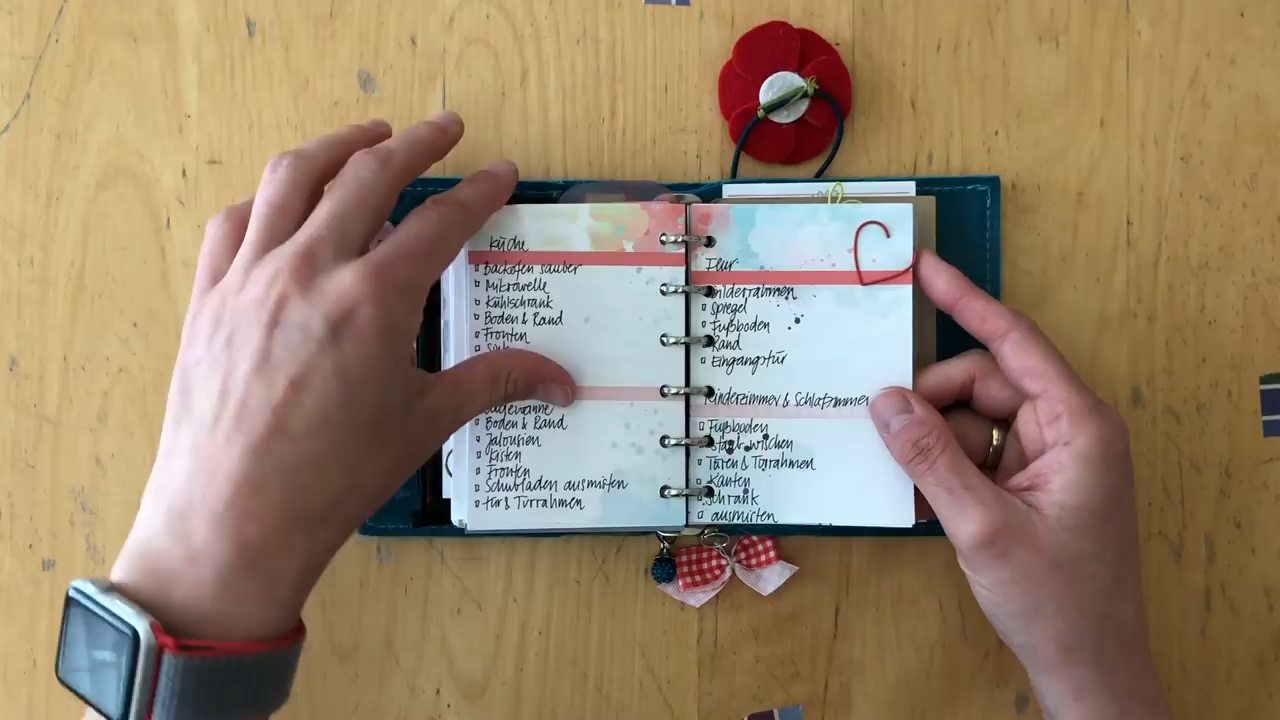 Küche
Backofen sauber
Mikrowelle
Kühlschrank
Boden & Rand
Fronten
Badewanne
Boden & Rand
Jalousien
Kisten
Fronten
Schubladen ausmisten
Tür & Türrahmen
Flur
Bilderrahmen
Spiegel
Fußboden
Rand
Eingangstür
Kinderzimmer & Schlafzimmer
Fußboden
Staub wischen
Türen & Türrahmen
Kanten
Schrank
ausmisten